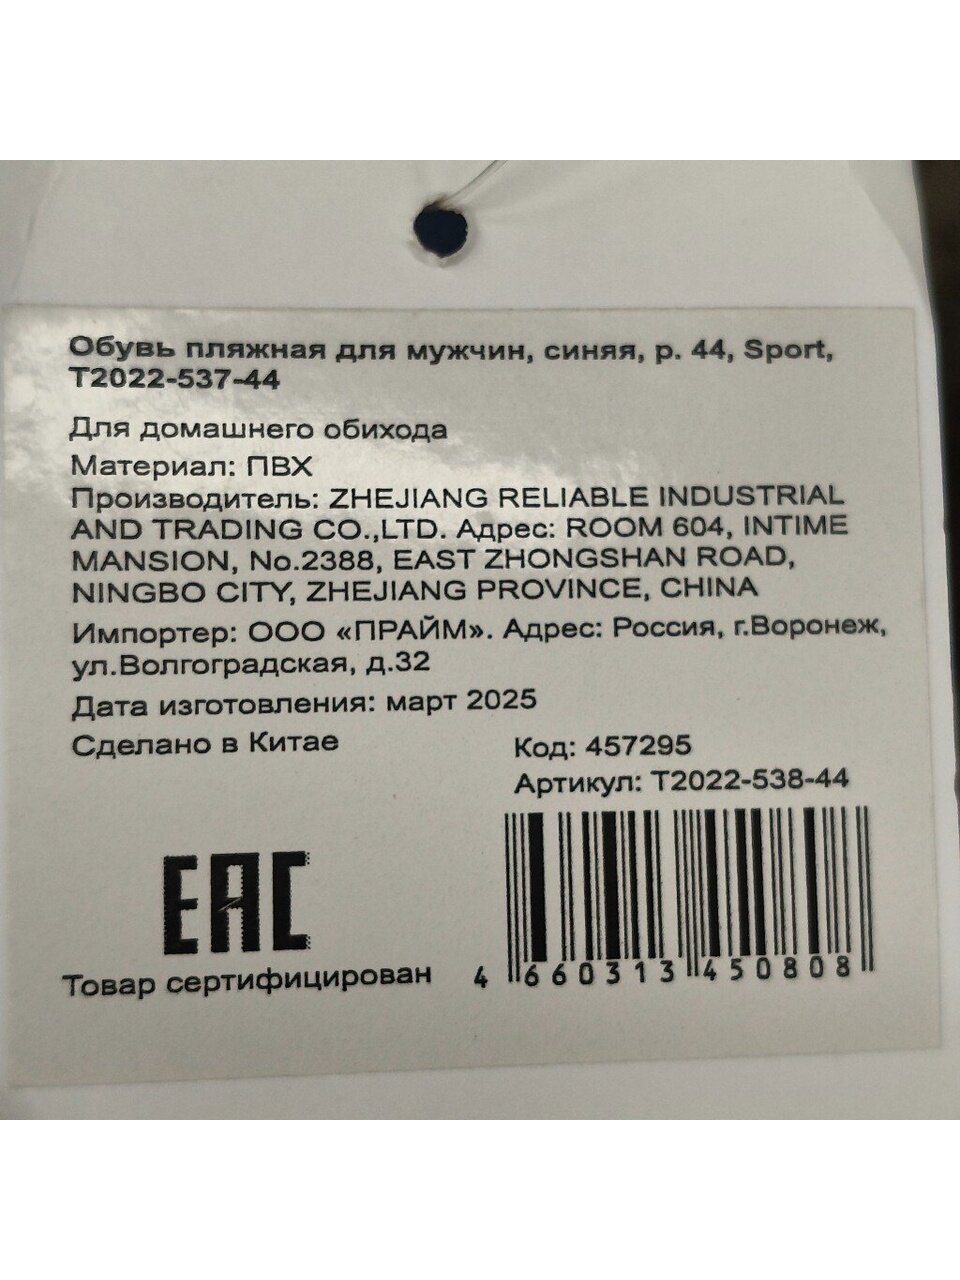 Обувь пляжная для мужчин, синяя, р. 44, Sport,
T2022-537-44
Для домашнего обихода
Материал: ПВХ
Производитель: ZHEJIANG RELIABLE INDUSTRIAL
AND TRADING CO.,LTD. Адрес: ROOM 604, INTIME
MANSION, No.2388, EAST ZHONGSHAN ROAD,
NINGBO CITY, ZHEJIANG PROVINCE, CHINA
Импортер: ООО «ПРАЙМ». Адрес: Россия, г.Воронеж,
ул.Волгоградская, д.32
Дата изготовления: март 2025
Сделано в Китае
Код: 457295
Артикул: T2022-538-44
EAC
Товар сертифицирован
4 660313 450808